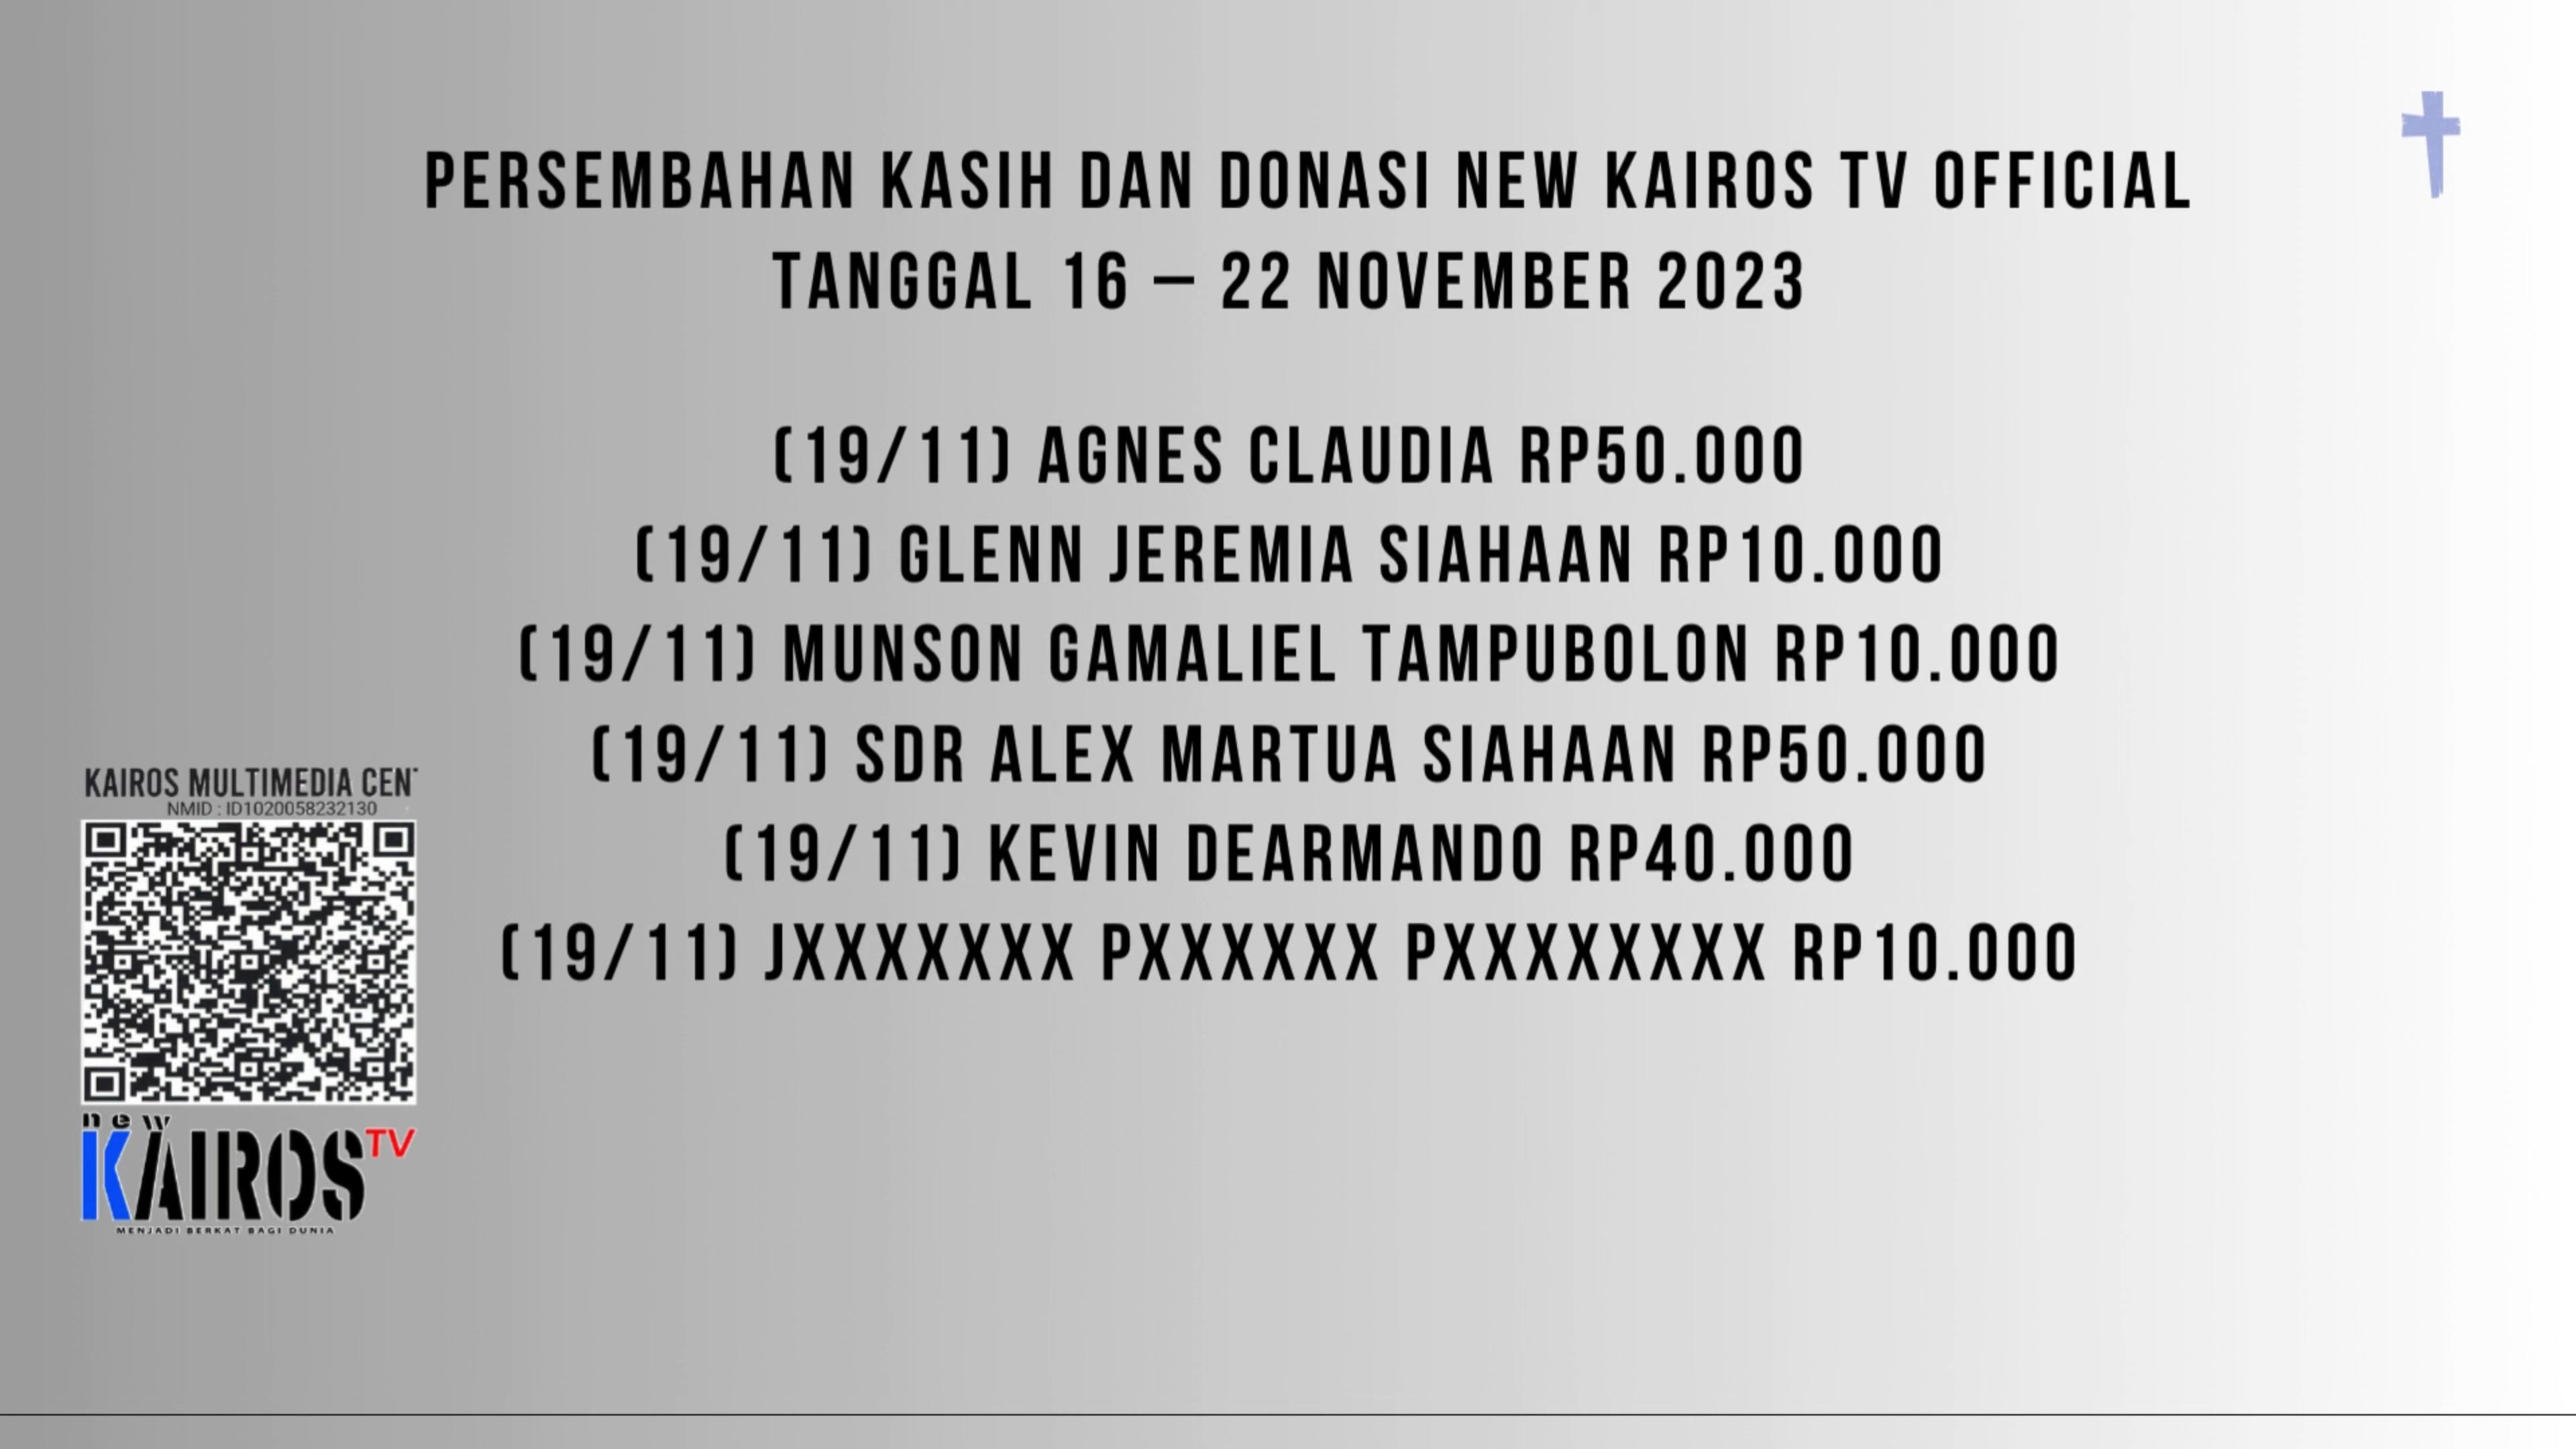 PERSEMBAHAN KASIH DAN DONASI NEW KAIROS TV OFFICIAL
TANGGAL 16 – 22 NOVEMBER 2023
(19/11) AGNES CLAUDIA RP50.000
(19/11) GLENN JEREMIA SIAHAAN RP10.000
(19/11) MUNSON GAMALIEL TAMPUBOLON RP10.000
(19/11) SDR ALEX MARTUA SIAHAAN RP50.000
(19/11) KEVIN DEARMANDO RP40.000
(19/11) JXXXXXXX PXXXXXX PXXXXXXXX RP10.000
KAIROS MULTIMEDIA CEN
NMID : ID1020058232130
new
KAIROS TV
MENJADI BERKAT BAGI DUNIA